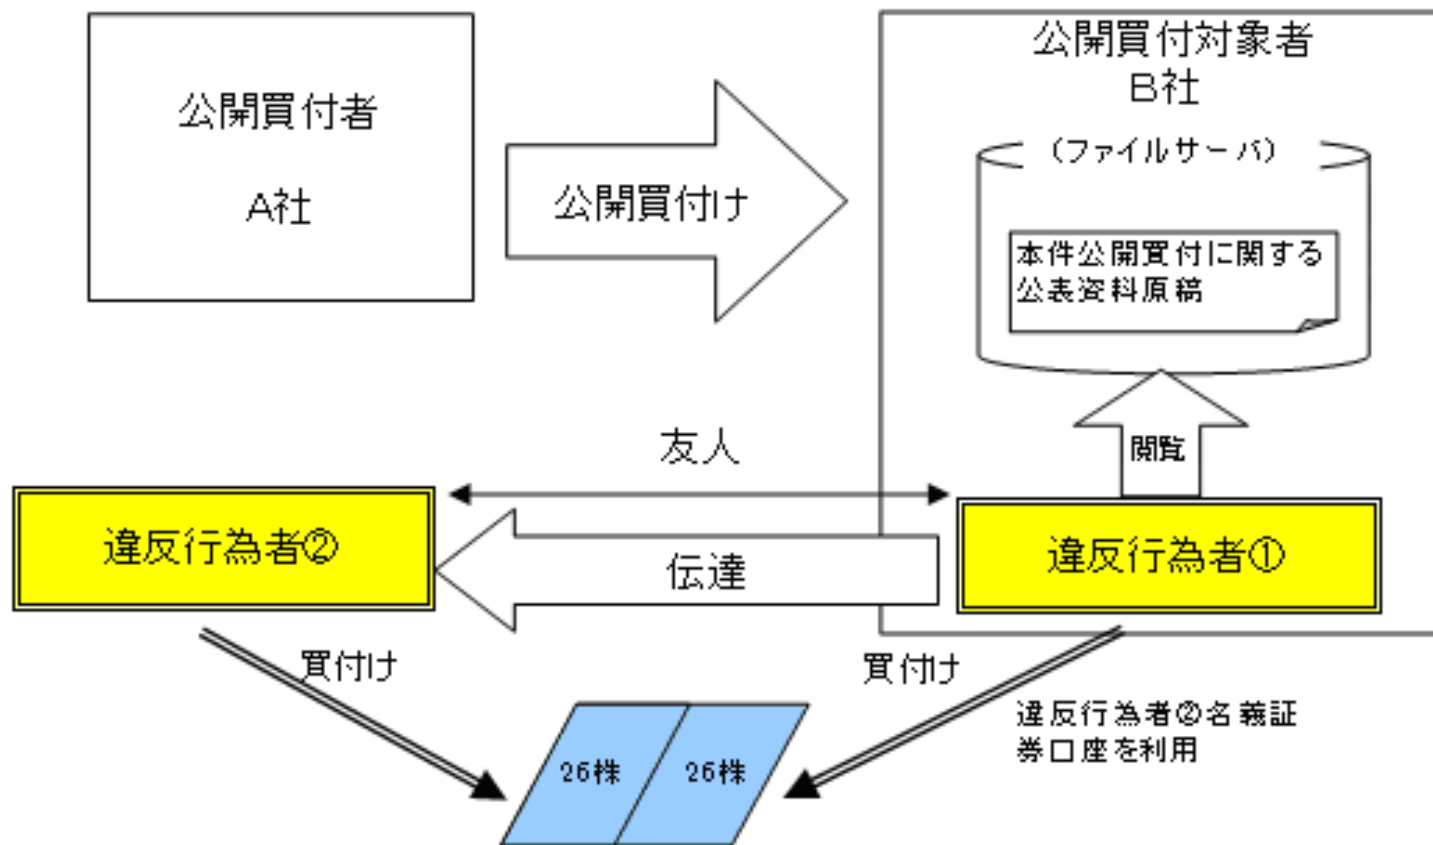 公開買付者
A社
公開買付け
公開買付対象者
B社
(ファイルサーバ)
本件公開買付に関する
公表資料原稿
閲覧
友人
違反行為者②
伝達
違反行為者①
買付け
買付け
違反行為者②名義証
券口座を利用
26株
26株